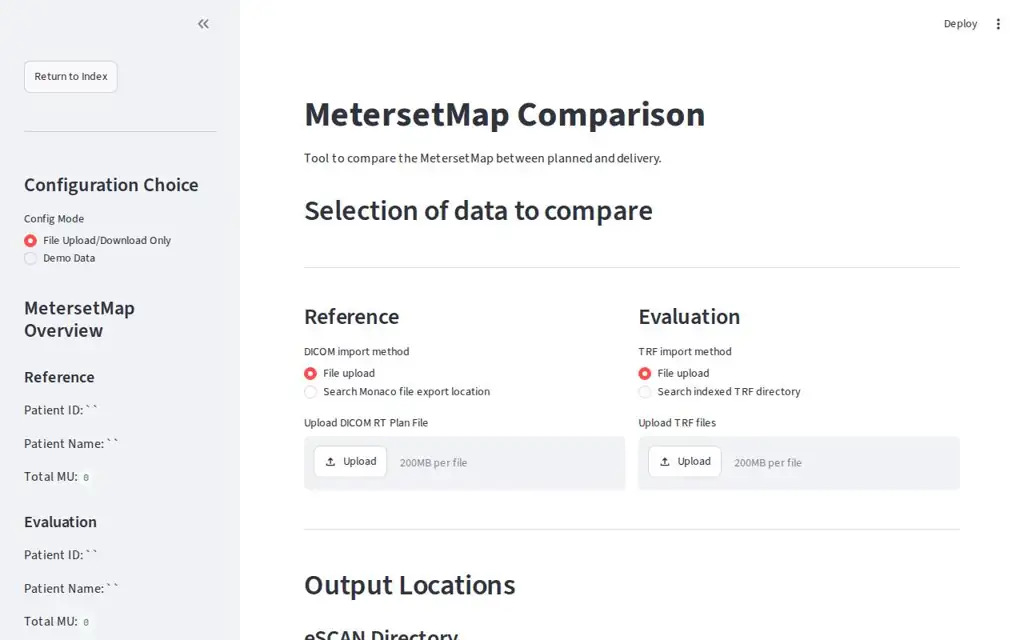 Deploy
Return to Index
Configuration Choice
Config Mode
File Upload/Download Only
Demo Data
MetersetMap
Overview
Reference
Patient ID: ``
Patient Name: ``
Total MU: 0
Evaluation
Patient ID: ``
Patient Name: ``
Total MU: 0
MetersetMap Comparison
Tool to compare the MetersetMap between planned and delivery.
Selection of data to compare
Reference
DICOM import method
File upload
Search Monaco file export location
Upload DICOM RT Plan File
Upload 200MB per file
Evaluation
TRF import method
File upload
Search indexed TRF directory
Upload TRF files
Upload 200MB per file
Output Locations
eSCAN Directory